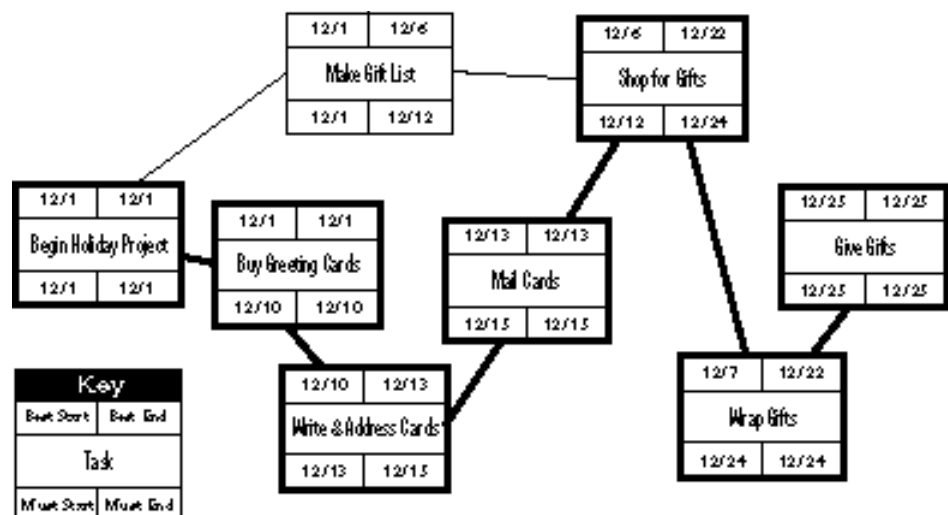 12/1 12/6
Make Gift List
12/1 12/12
12/6 12/22
Shop for Gifts
12/12 12/24
12/1 12/1
Begin Holiday Project
12/1 12/1
12/1 12/1
Buy Greeting Cards
12/10 12/10
12/13 12/13
Mail Cards
12/15 12/15
12/25 12/25
Give Gifts
12/25 12/25
12/10 12/13
Write & Address Cards
12/13 12/15
12/7 12/22
Wrap Gifts
12/24 12/24
Key
Best Start Best End
Task
Must Start Must End